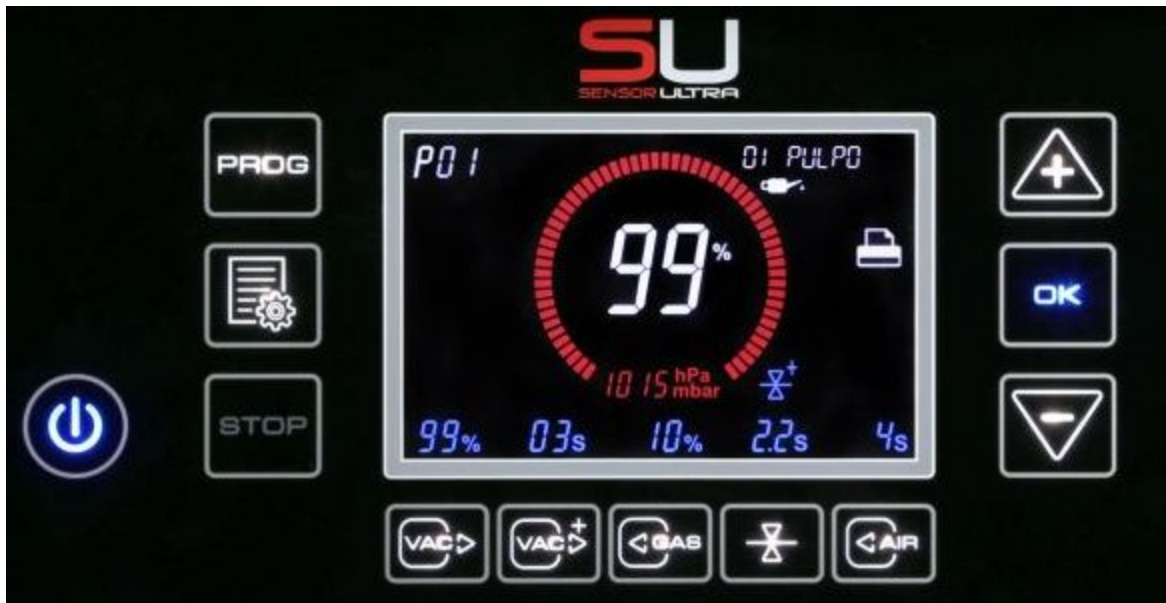 SU
SENSOR ULTRA
PROG
P01
01 PULPO
99%
OK
1015 hPa
mbar
STOP
99% 03s 10% 2.2s 4s
VAC VAC+ GAS AIR